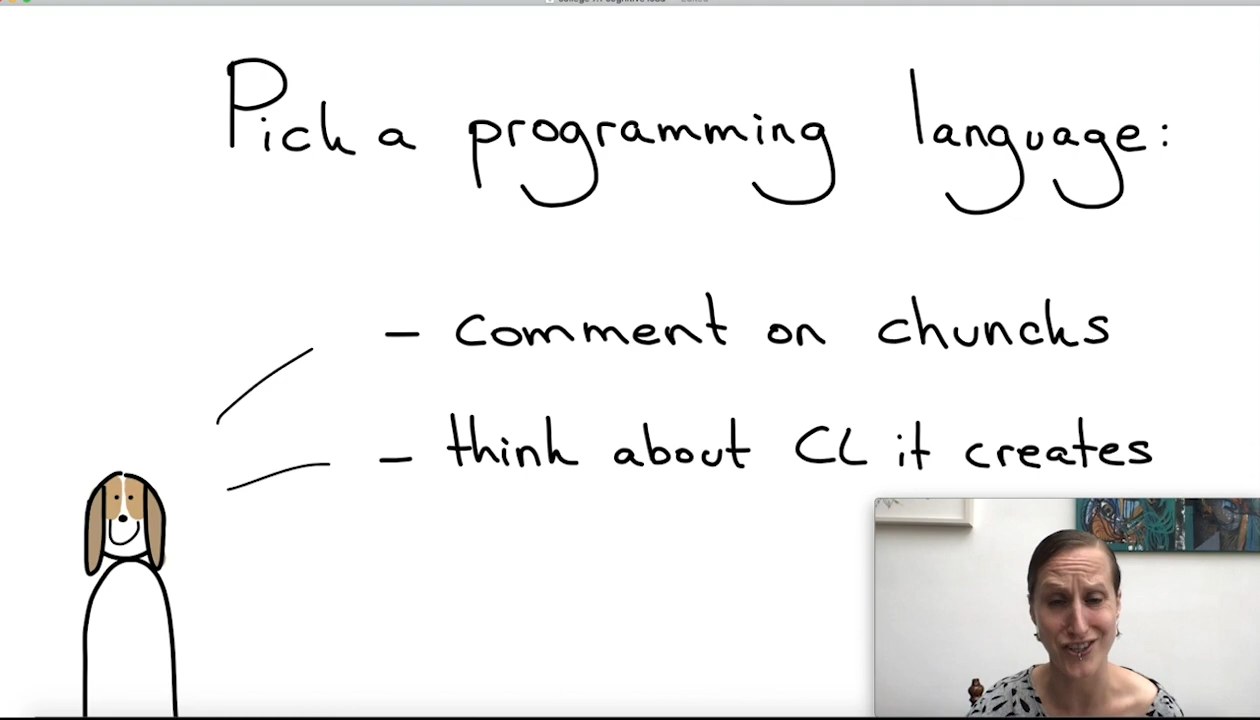 Pick a programming language:
- comment on chuncks
- think about CL it creates